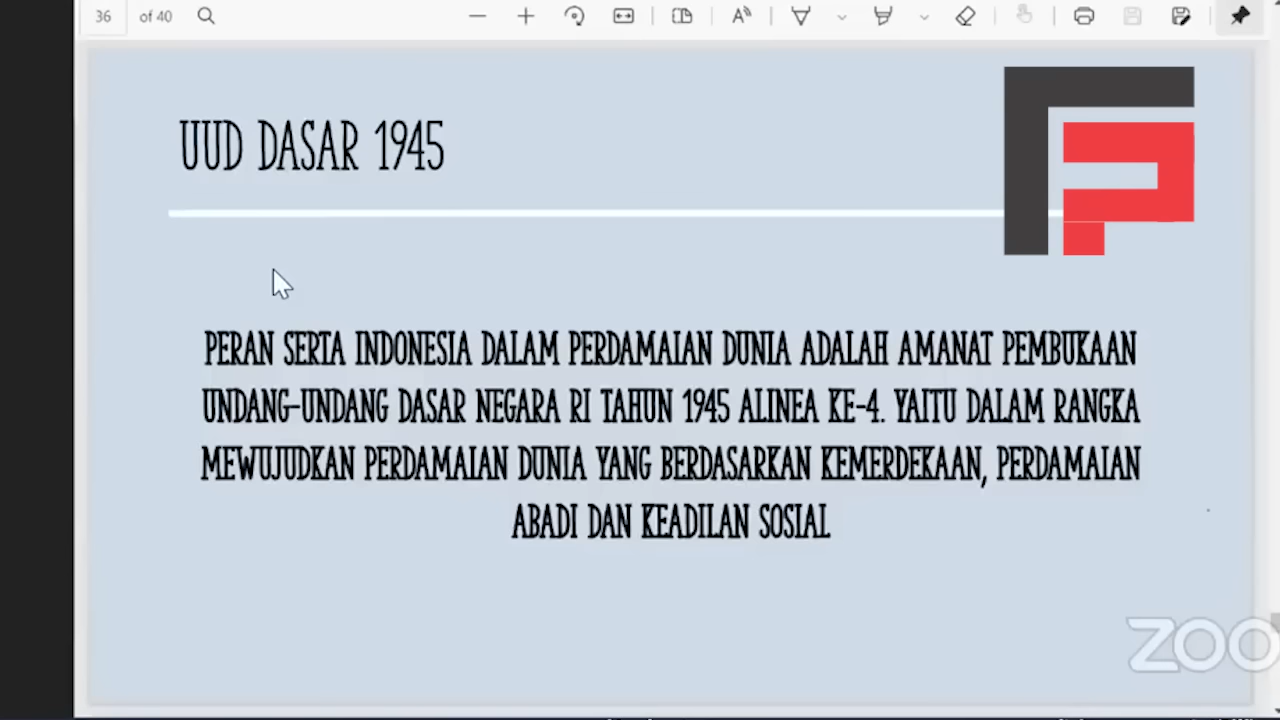 36 of 40
UUD DASAR 1945
PERAN SERTA INDONESIA DALAM PERDAMAIAN DUNIA ADALAH AMANAT PEMBUKAAN
UNDANG-UNDANG DASAR NEGARA RI TAHUN 1945 ALINEA KE-4. YAITU DALAM RANGKA
MEWUJUDKAN PERDAMAIAN DUNIA YANG BERDASARKAN KEMERDEKAAN, PERDAMAIAN
ABADI DAN KEADILAN SOSIAL
ZOO